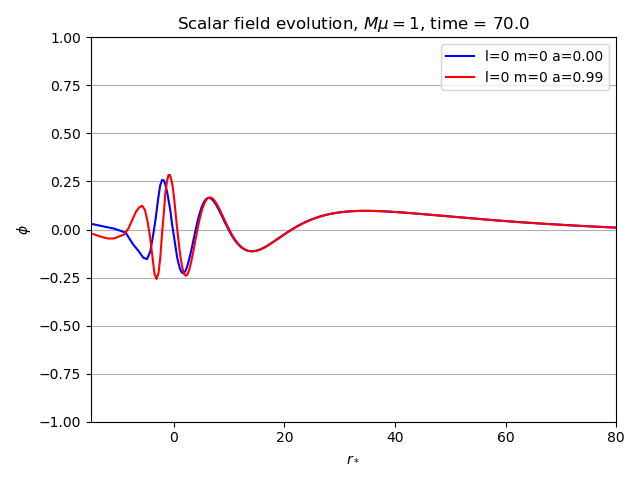 Scalar field evolution, Mμ = 1, time = 70.0
l=0 m=0 a=0.00
l=0 m=0 a=0.99
1.00
0.75
0.50
0.25
0.00
−0.25
−0.50
−0.75
−1.00
ϕ
0 20 40 60 80
r*